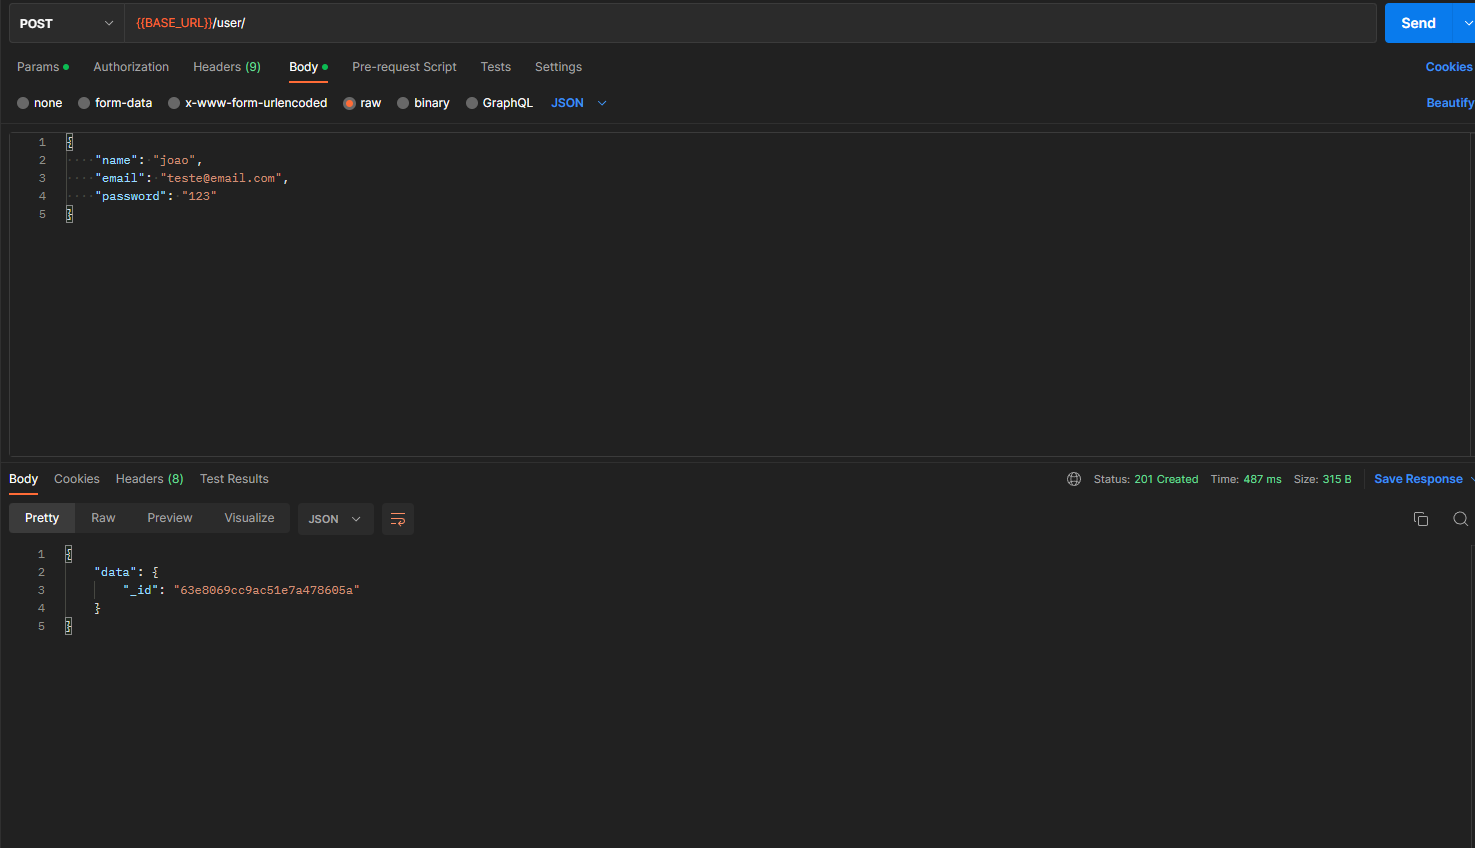 POST {{BASE_URL}}/user/ Send
Params Authorization Headers (9) Body Pre-request Script Tests Settings Cookies
none form-data x-www-form-urlencoded raw binary GraphQL JSON Beautify
1 {
2 "name": "joao",
3 "email": "teste@email.com",
4 "password": "123"
5 }
Body Cookies Headers (8) Test Results Status: 201 Created Time: 487 ms Size: 315 B Save Response
Pretty Raw Preview Visualize JSON
1 {
2 "data": {
3 "_id": "63e8069cc9ac51e7a478605a"
4 }
5 }